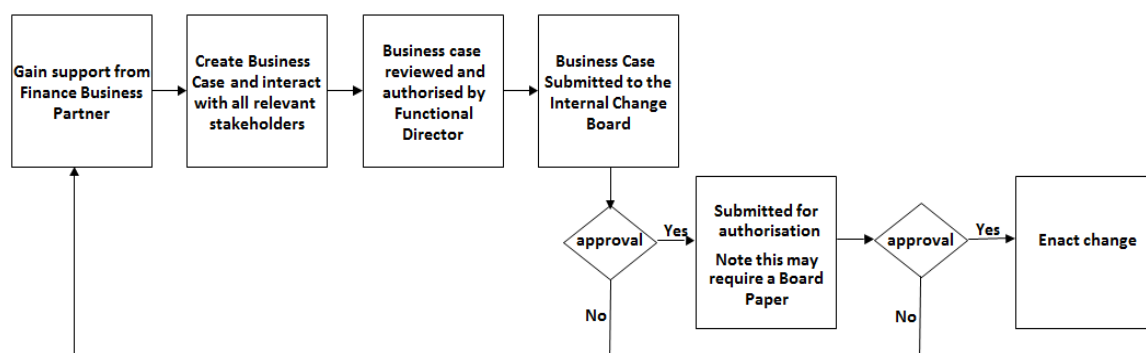 Gain support from
Finance Business
Partner
Create Business
Case and interact
with all relevant
stakeholders
Business case
reviewed and
authorised by
Functional
Director
Business Case
Submitted to the
Internal Change
Board
approval
Yes
No
Submitted for
authorisation
Note this may
require a Board
Paper
approval
Yes
No
Enact change